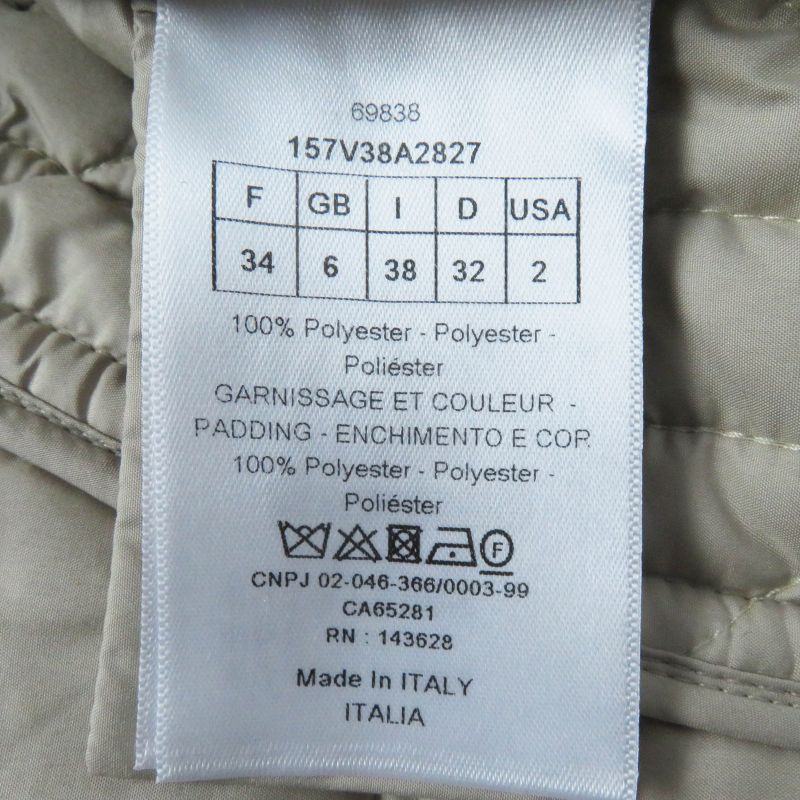 69838
157V38A2827
F GB I D USA
34 6 38 32 2
100% Polyester - Polyester -
Poliéster
GARNISSAGE ET COULEUR -
PADDING - ENCHIMENTO E COR
100% Polyester - Polyester -
Poliéster
F
CNPJ 02-046-366/0003-99
CA65281
RN : 143628
Made In ITALY
ITALIA